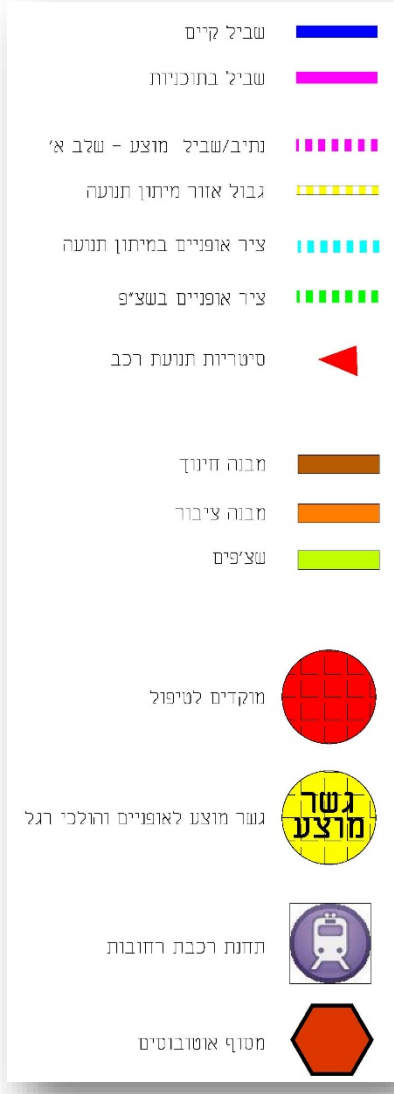 שביל קיים
שביל בתוכניות
נתיב/שביל מוצע - שלב א'
גבול אזור מיתון תנועה
ציר אופניים במיתון תנועה
ציר אופניים בשצ"פ
סיטריות תנועת רכב
מבנה חינוך
מבנה ציבור
שצ'פים
מוקדים לטיפול
גשר מוצע לאופניים והולכי רגל
גשר
מוצע
תחנת רכבת רחובות
מסוף אוטובוסים